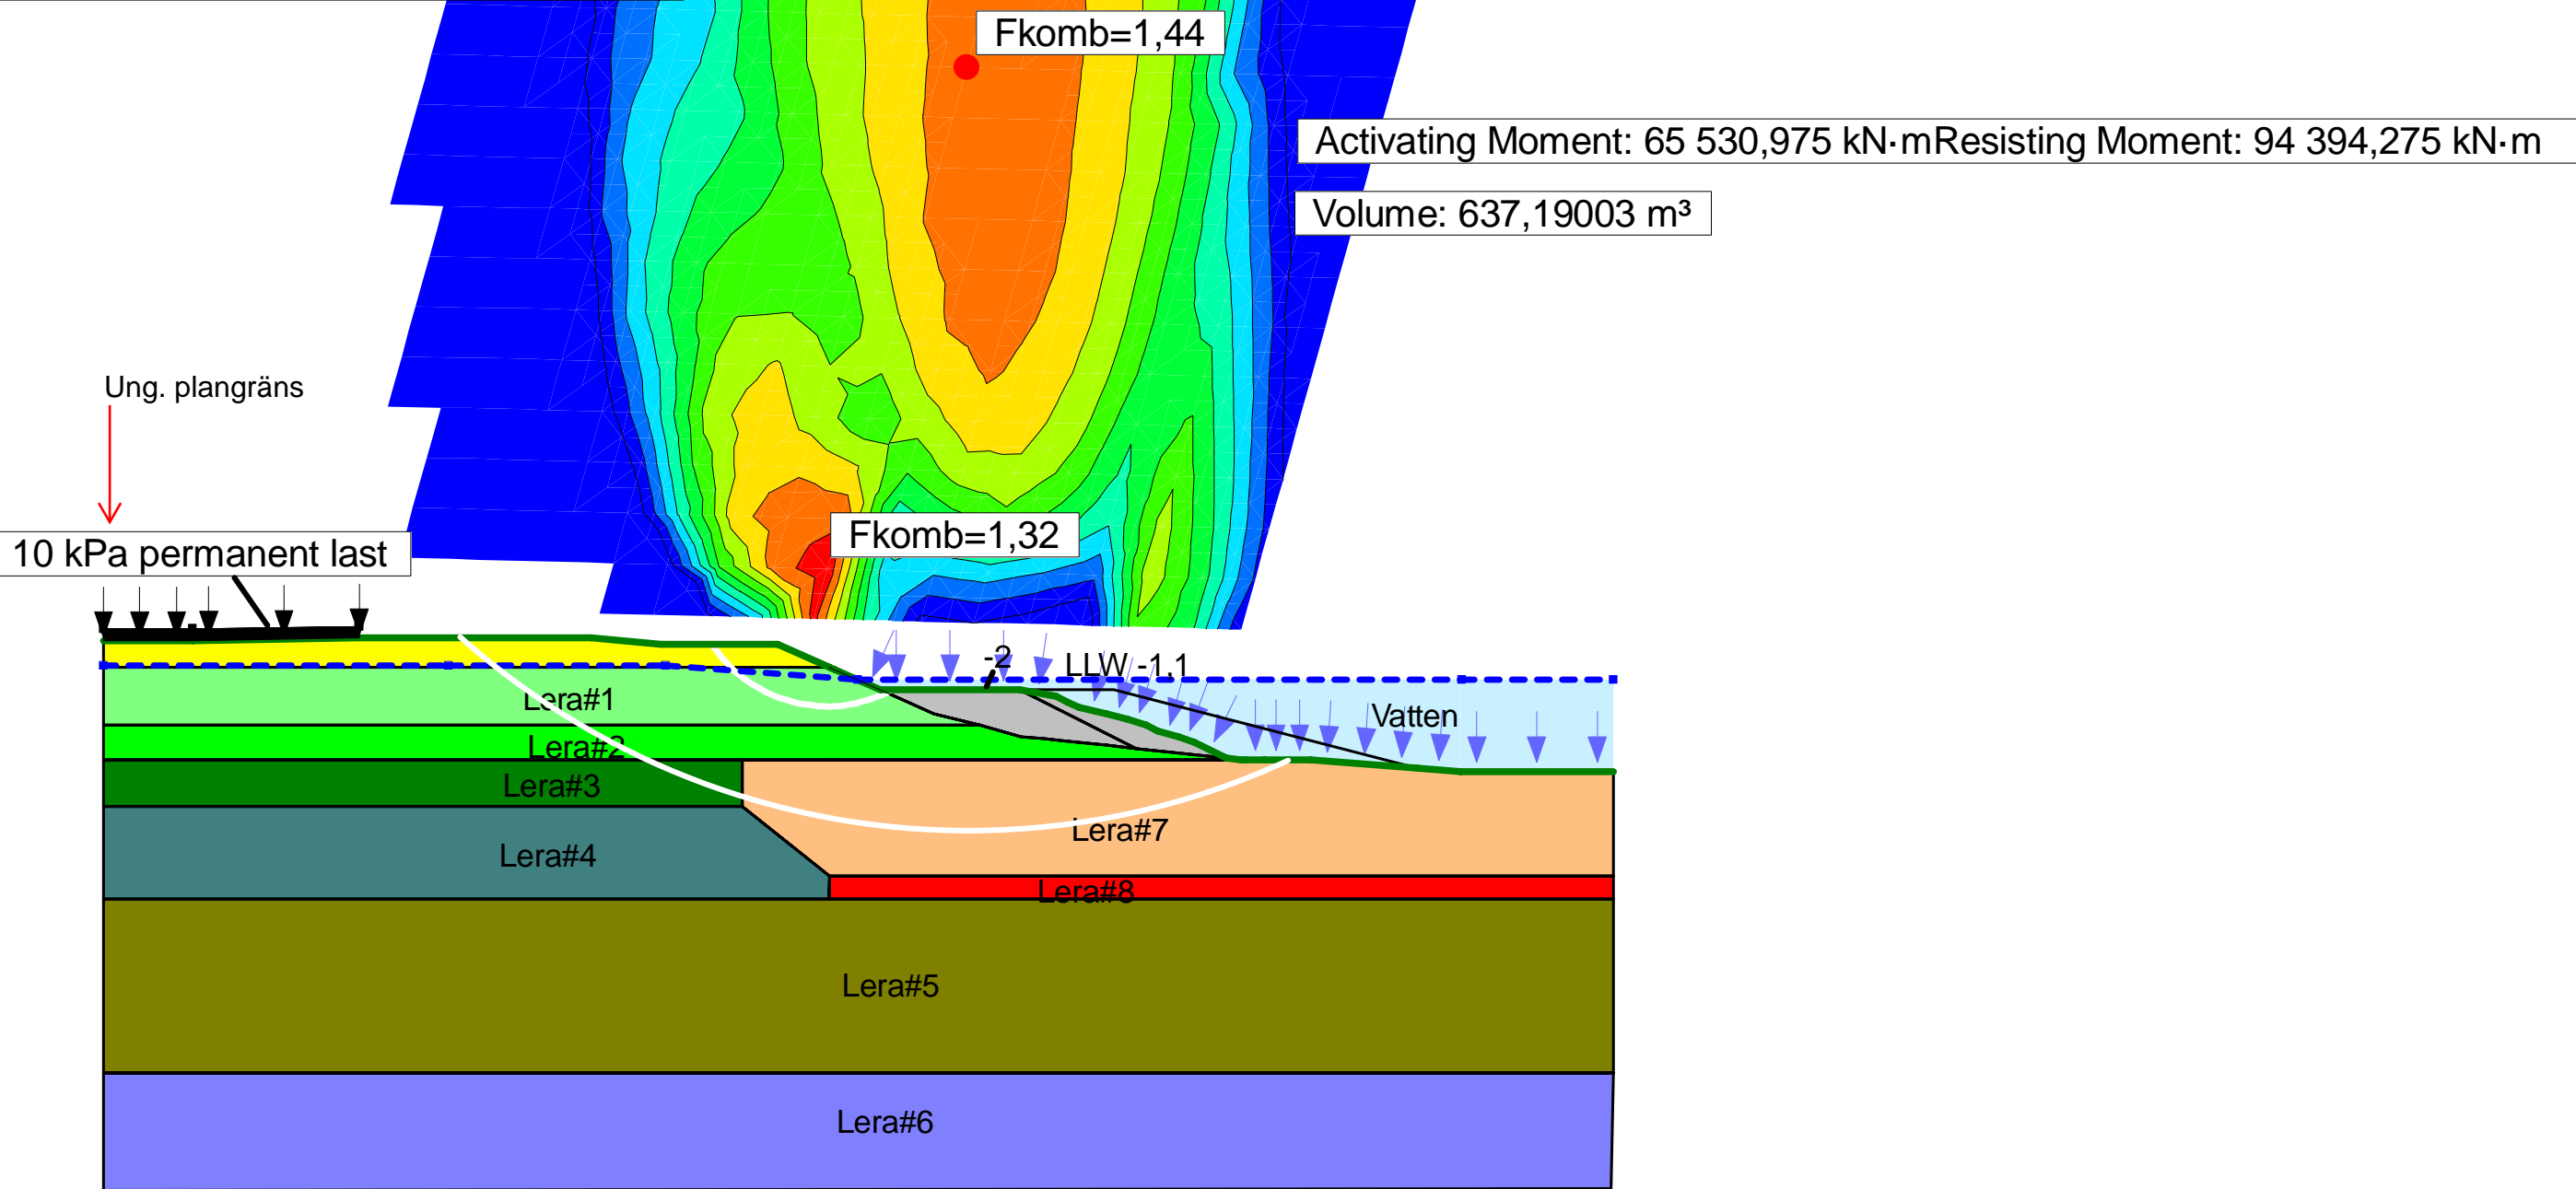 Fkomb=1,44
Activating Moment: 65 530,975 kN·mResisting Moment: 94 394,275 kN·m
Volume: 637,19003 m³
Ung. plangräns
Fkomb=1,32
10 kPa permanent last
-2
LLW -1,1
Lera#1
Vatten
Lera#2
Lera#3
Lera#7
Lera#4
Lera#8
Lera#5
Lera#6